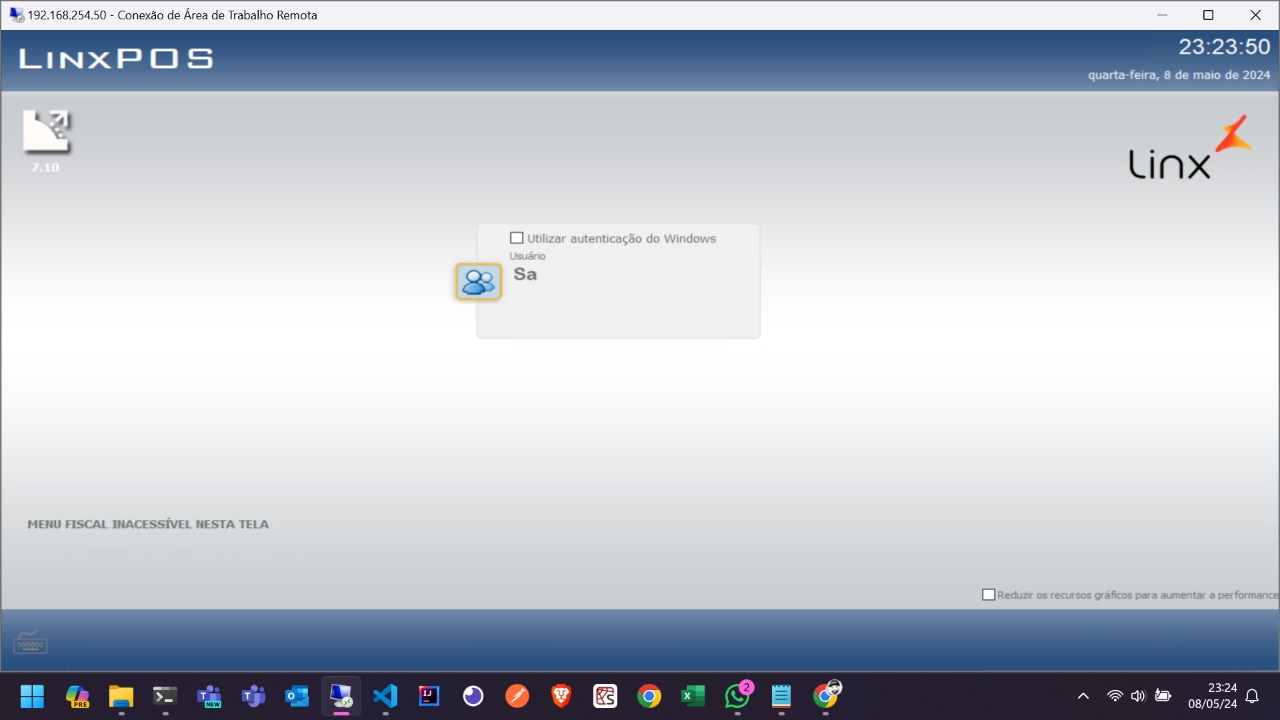 192.168.254.50 - Conexão de Área de Trabalho Remota
LINXPOS
23:23:50
quarta-feira, 8 de maio de 2024
7.10
Linx
Utilizar autenticação do Windows
Usuário
Sa
MENU FISCAL INACESSÍVEL NESTA TELA
Reduzir os recursos gráficos para aumentar a performance
PRE
NEW
2
23:24
08/05/24